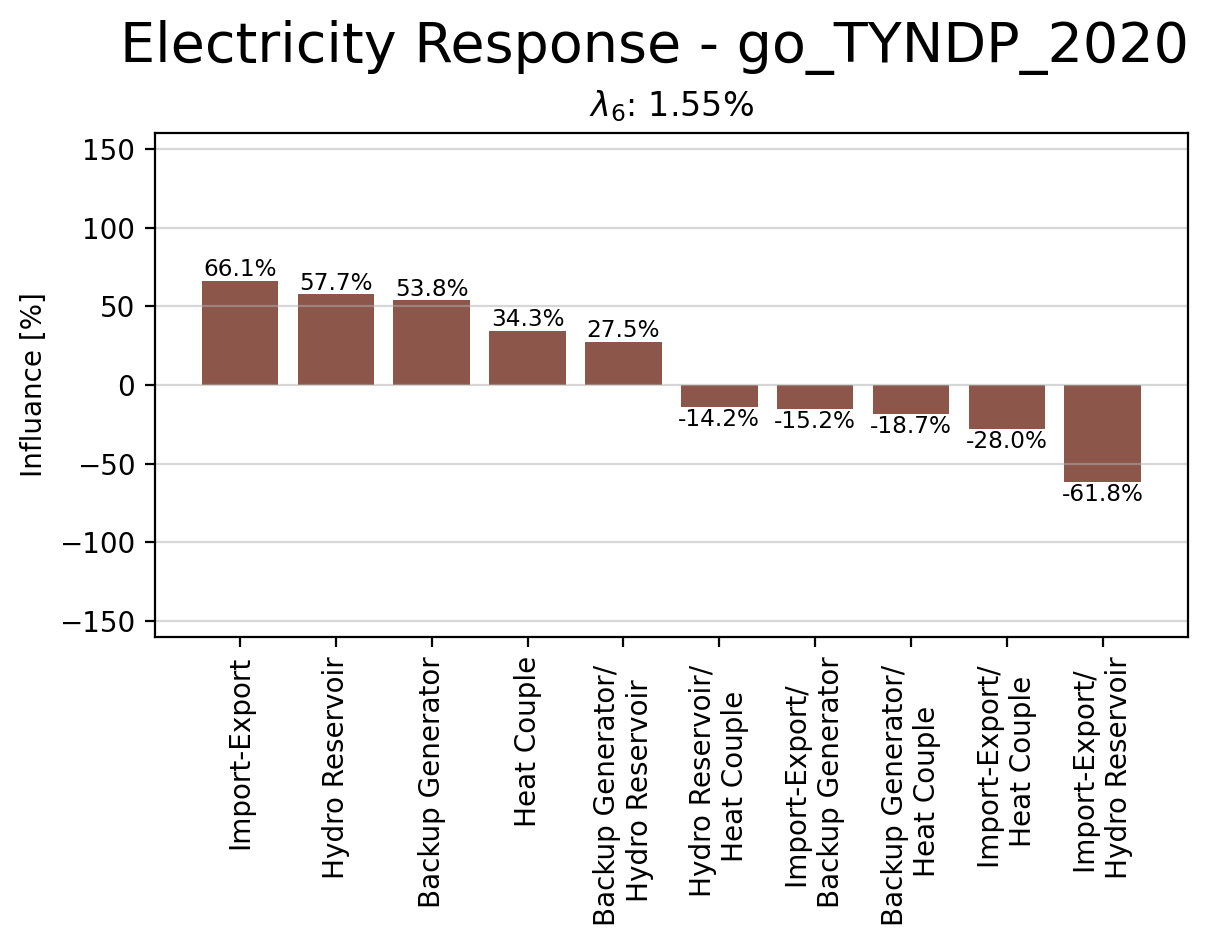 Electricity Response - go_TYNDP_2020
λ6: 1.55%
Influance [%]
150
100
50
0
−50
−100
−150
66.1%
57.7%
53.8%
34.3%
27.5%
-14.2%
-15.2%
-18.7%
-28.0%
-61.8%
Import-Export
Hydro Reservoir
Backup Generator
Heat Couple
Backup Generator/
Hydro Reservoir
Hydro Reservoir/
Heat Couple
Import-Export/
Backup Generator
Backup Generator/
Heat Couple
Import-Export/
Heat Couple
Import-Export/
Hydro Reservoir